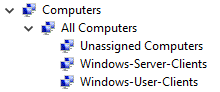 Computers
All Computers
Unassigned Computers
Windows-Server-Clients
Windows-User-Clients